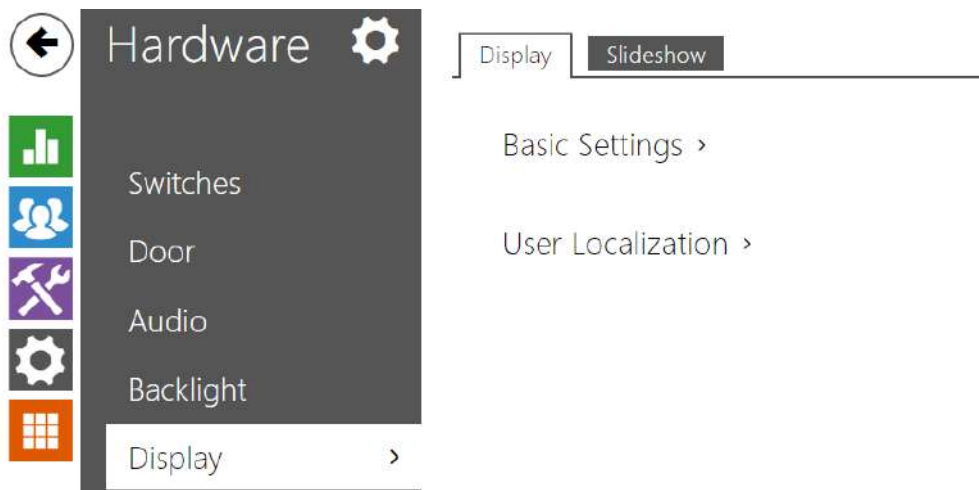 Hardware
Switches
Door
Audio
Backlight
Display
Display
Slideshow
Basic Settings
User Localization